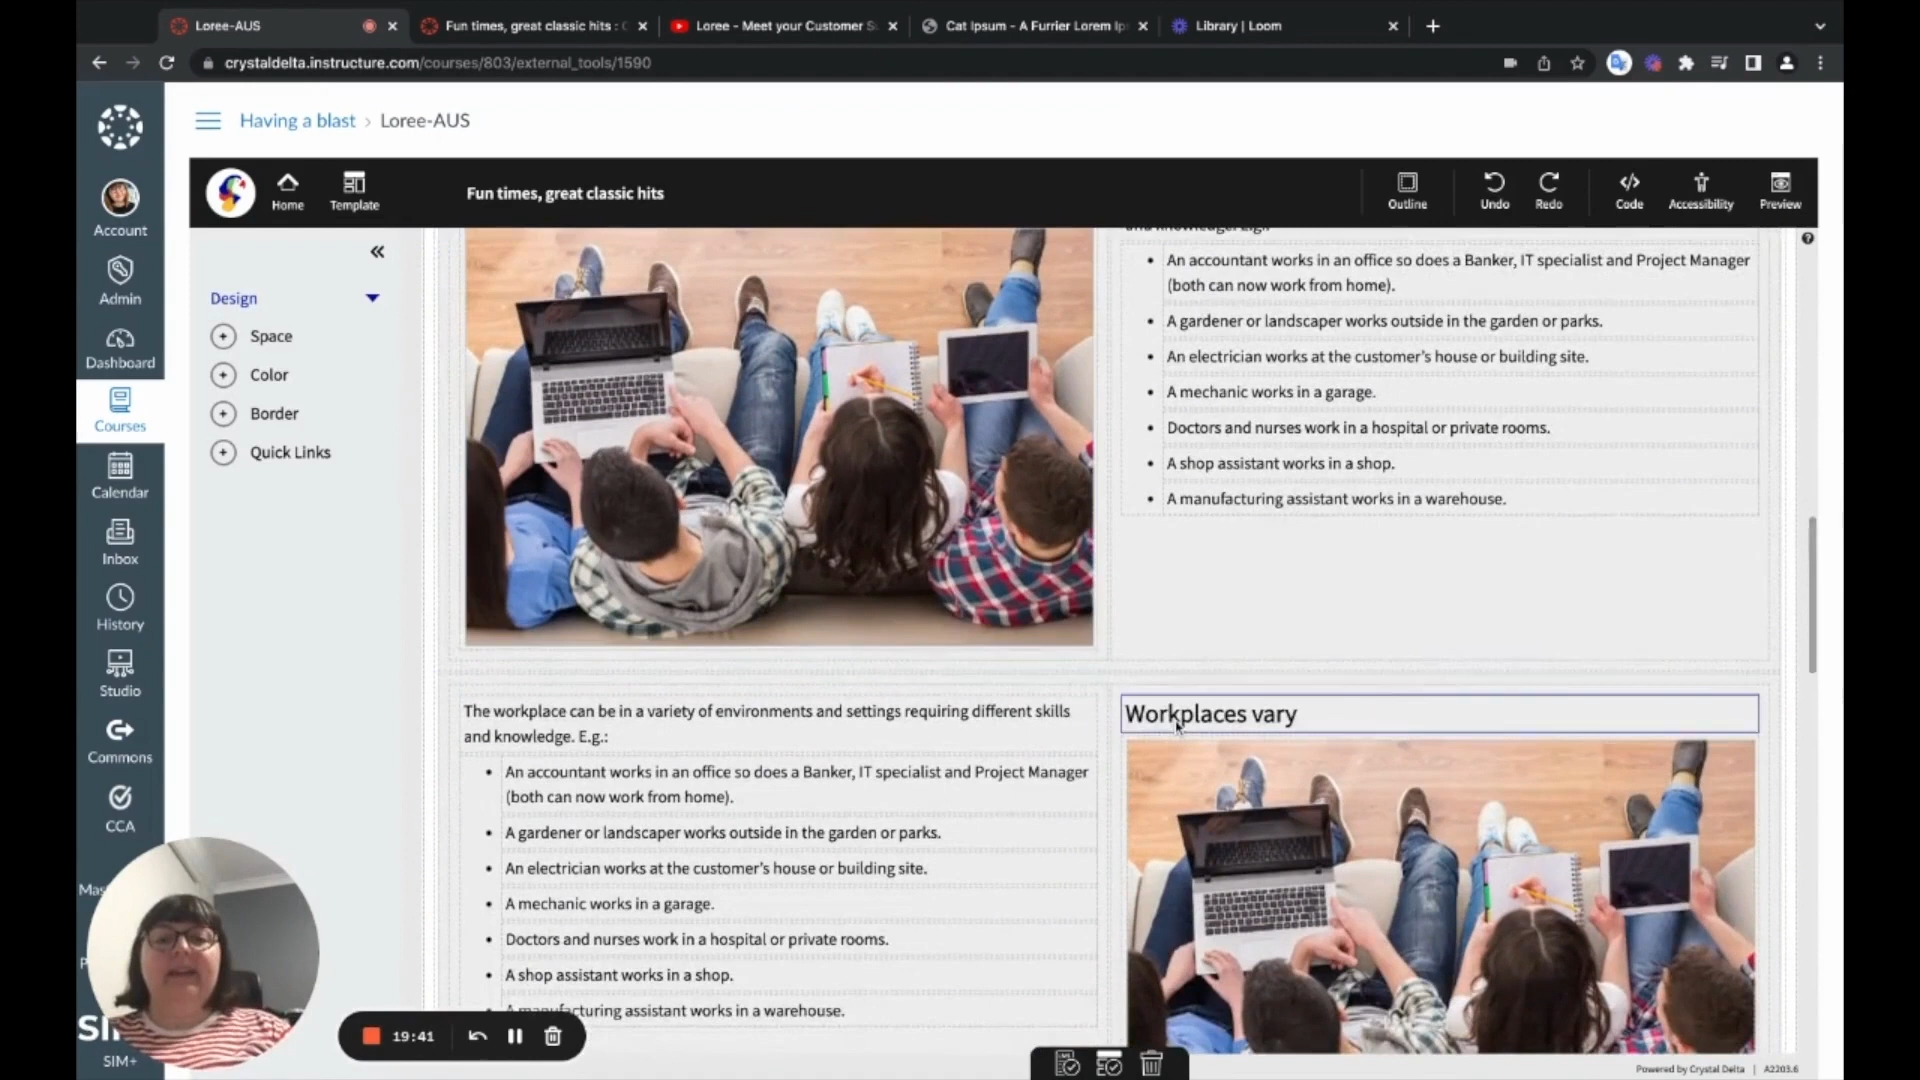 Loree-AUS
Fun times, great classic hits :
Loree - Meet your Customer S
Cat Ipsum - A Furrier Lorem Ip
Library | Loom
crystaldelta.instructure.com/courses/803/external_tools/1590
Having a blast › Loree-AUS
Account
Admin
Dashboard
Courses
Calendar
Inbox
History
Studio
Commons
CCA
SIM+
Home
Template
Fun times, great classic hits
Outline
Undo
Redo
Code
Accessibility
Preview
Design
Space
Color
Border
Quick Links
• An accountant works in an office so does a Banker, IT specialist and Project Manager
(both can now work from home).
• A gardener or landscaper works outside in the garden or parks.
• An electrician works at the customer’s house or building site.
• A mechanic works in a garage.
• Doctors and nurses work in a hospital or private rooms.
• A shop assistant works in a shop.
• A manufacturing assistant works in a warehouse.
The workplace can be in a variety of environments and settings requiring different skills
and knowledge. E.g.:
• An accountant works in an office so does a Banker, IT specialist and Project Manager
(both can now work from home).
• A gardener or landscaper works outside in the garden or parks.
• An electrician works at the customer’s house or building site.
• A mechanic works in a garage.
• Doctors and nurses work in a hospital or private rooms.
• A shop assistant works in a shop.
• A manufacturing assistant works in a warehouse.
Workplaces vary
19:41
Powered by Crystal Delta | A2203.6